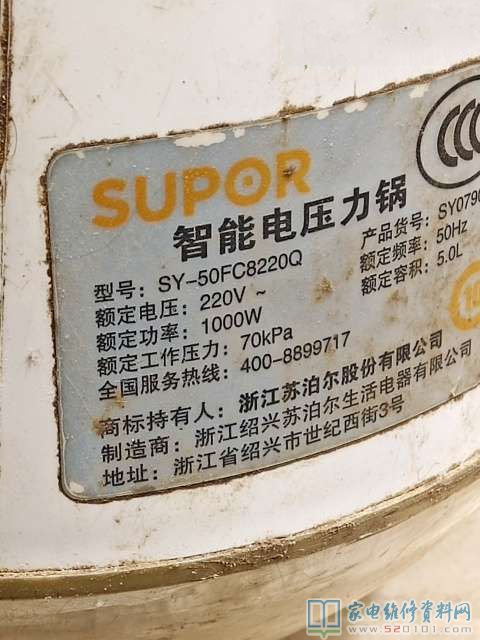 SUPOR
智能电压力锅
型号: SY-50FC8220Q
产品货号: SY0790
额定电压: 220V ~
额定频率: 50Hz
额定功率: 1000W
额定容积: 5.0L
额定工作压力: 70kPa
全国服务热线: 400-8899717
商标持有人: 浙江苏泊尔股份有限公司
制造商: 浙江绍兴苏泊尔生活电器有限公司
地址: 浙江省绍兴市世纪西街3号
家电维修资料网
www.520101.com